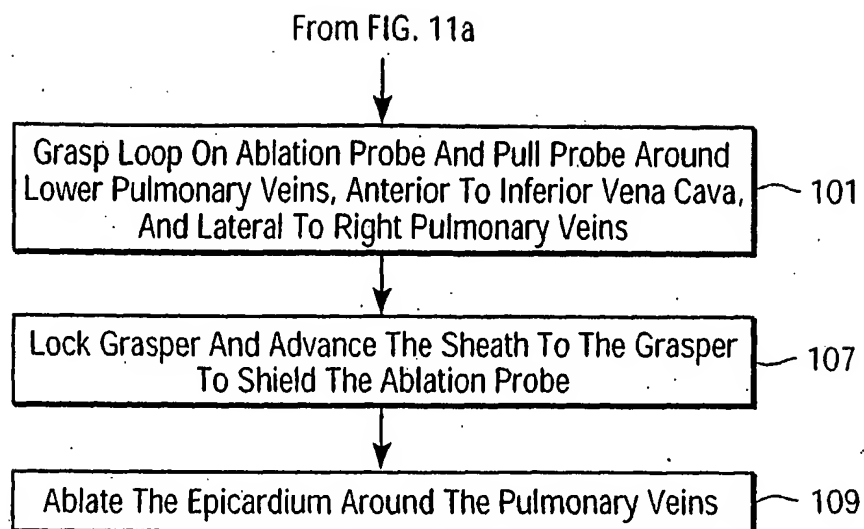 From FIG. 11a
Grasp Loop On Ablation Probe And Pull Probe Around
Lower Pulmonary Veins, Anterior To Inferior Vena Cava,
And Lateral To Right Pulmonary Veins
101
Lock Grasper And Advance The Sheath To The Grasper
To Shield The Ablation Probe
107
Ablate The Epicardium Around The Pulmonary Veins
109